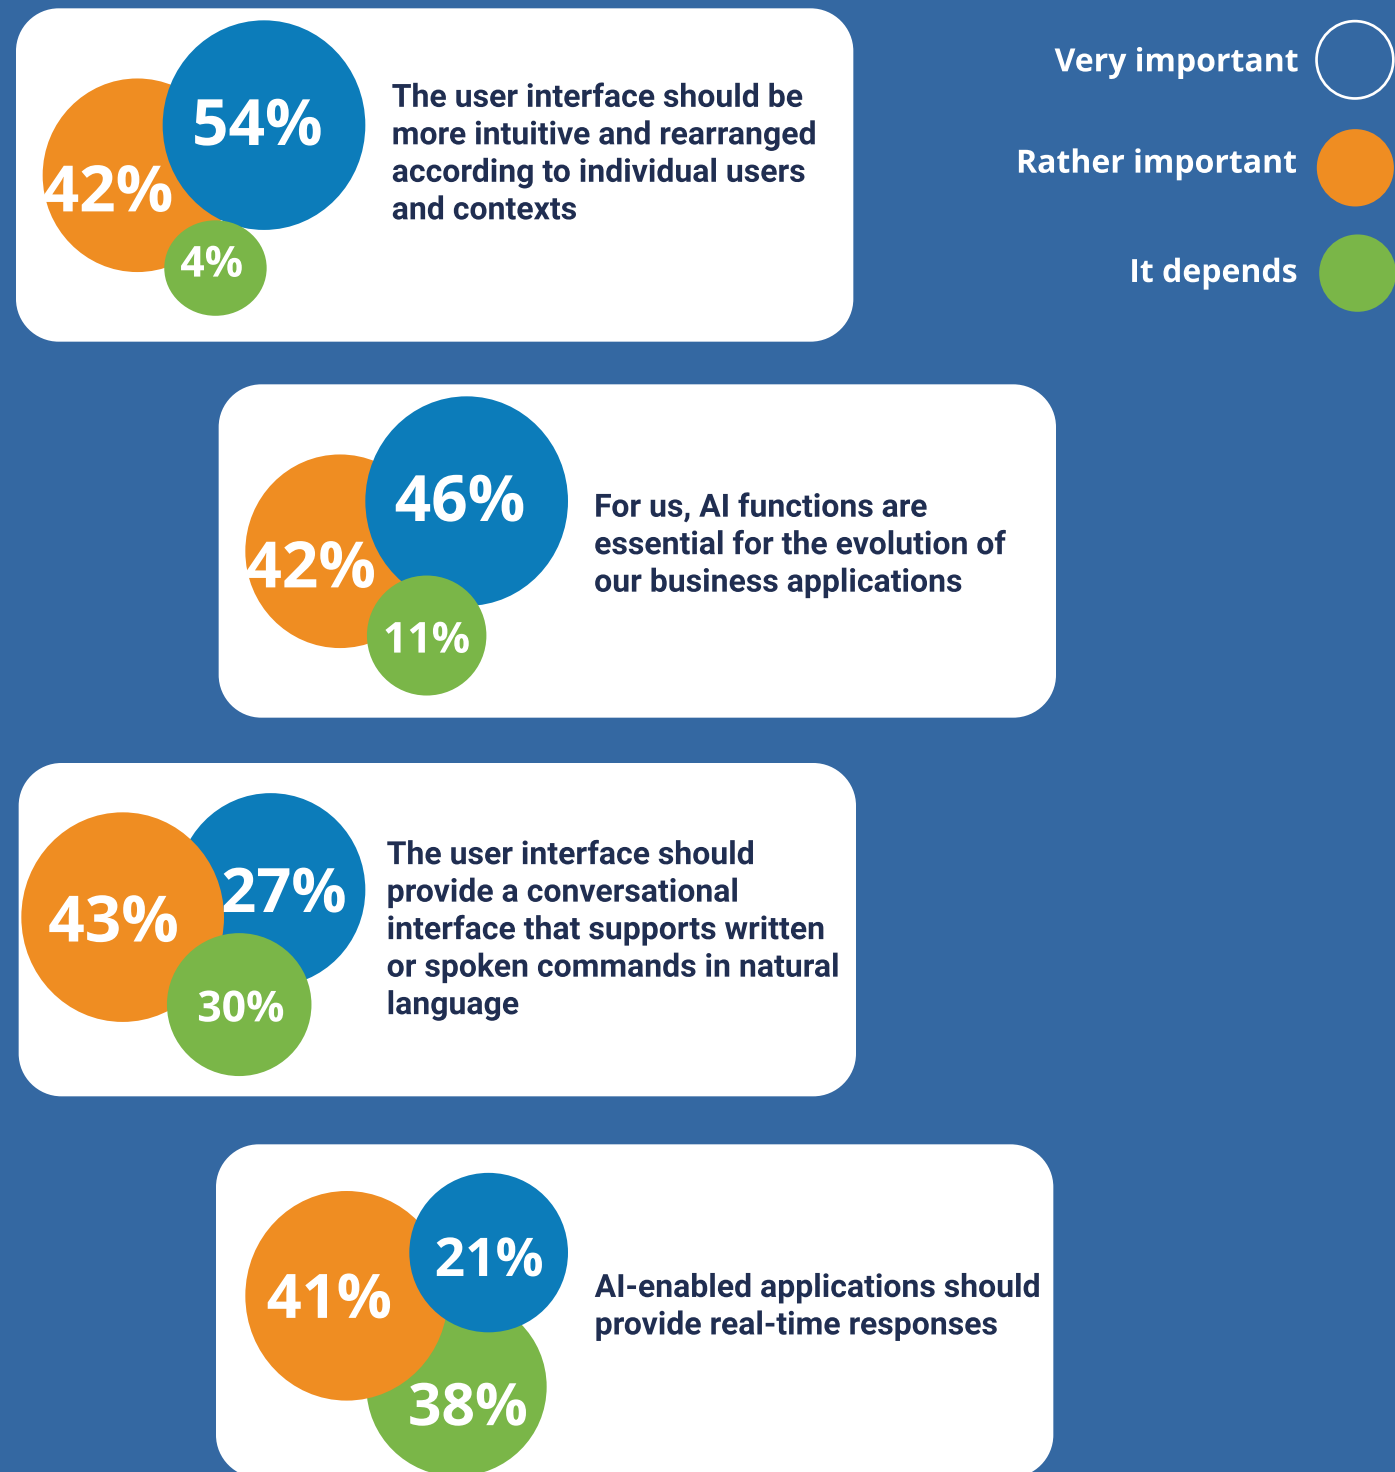 Very important
Rather important
It depends
54%
42%
4%
The user interface should be
more intuitive and rearranged
according to individual users
and contexts
46%
42%
11%
For us, AI functions are
essential for the evolution of
our business applications
43%
27%
30%
The user interface should
provide a conversational
interface that supports written
or spoken commands in natural
language
21%
41%
38%
AI-enabled applications should
provide real-time responses